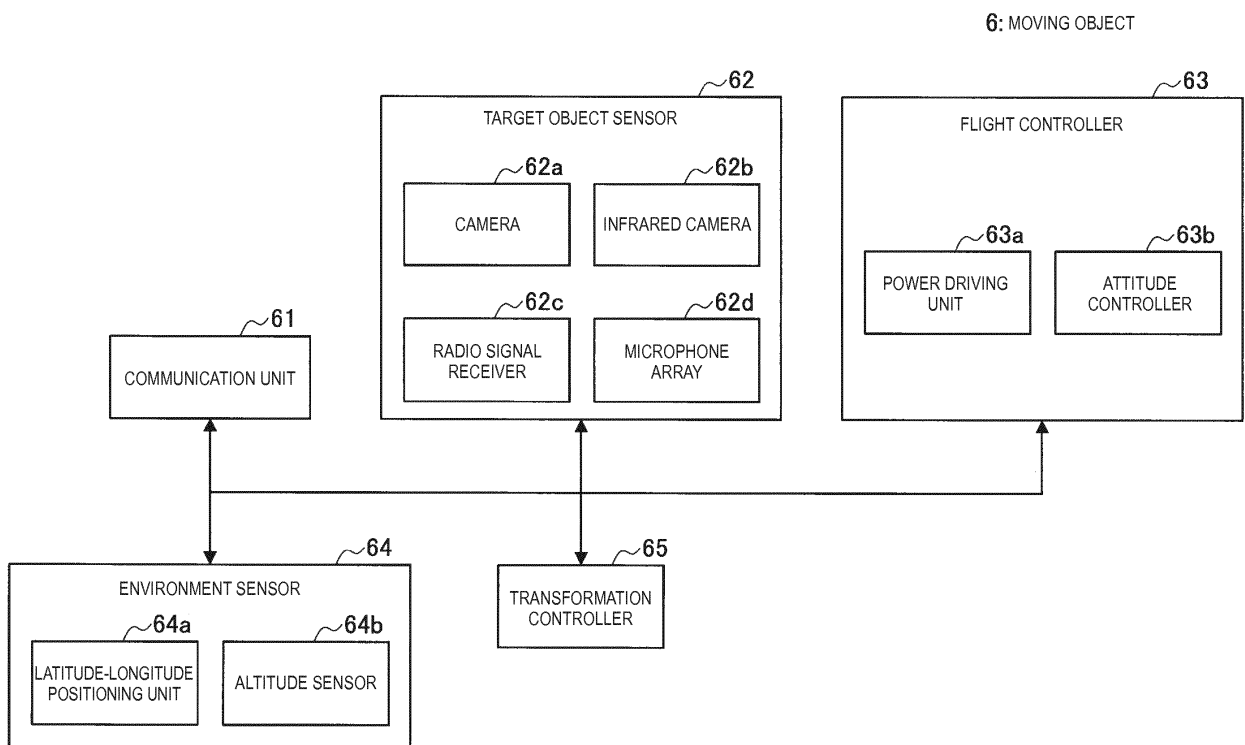 6: MOVING OBJECT
62
TARGET OBJECT SENSOR
62a
CAMERA
62b
INFRARED CAMERA
62c
RADIO SIGNAL
RECEIVER
62d
MICROPHONE
ARRAY
63
FLIGHT CONTROLLER
63a
POWER DRIVING
UNIT
63b
ATTITUDE
CONTROLLER
61
COMMUNICATION UNIT
64
ENVIRONMENT SENSOR
64a
LATITUDE-LONGITUDE
POSITIONING UNIT
64b
ALTITUDE SENSOR
65
TRANSFORMATION
CONTROLLER